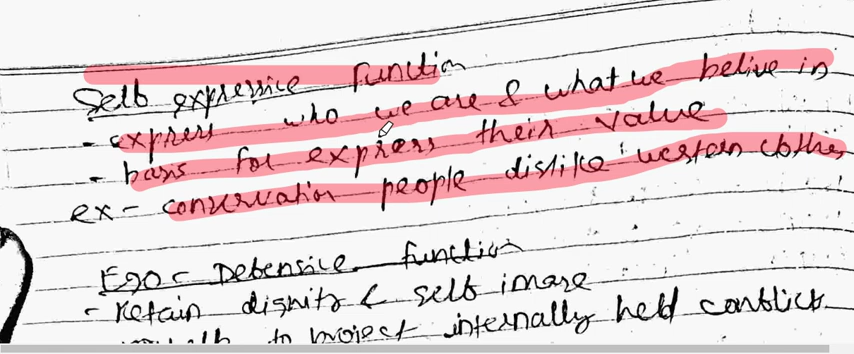 Self expressive function
- express who we are & what we belive in
- basis for express their value
ex - conservation people dislike western clothes
Ego - Defensive function
- Retain dignity & self image
to project internally held conflict